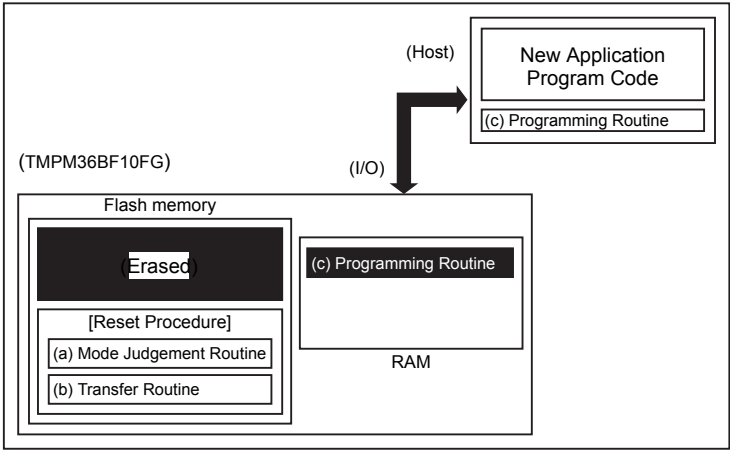 (Host)
New Application
Program Code
(c) Programming Routine
(TMPM36BF10FG)
(I/O)
Flash memory
(Erased)
(c) Programming Routine
[Reset Procedure]
(a) Mode Judgement Routine
(b) Transfer Routine
RAM